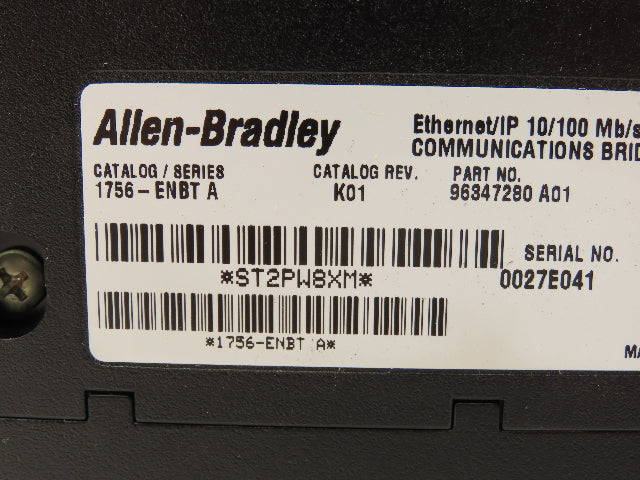 Allen-Bradley
Ethernet/IP 10/100 Mb/s
COMMUNICATIONS
CATALOG / SERIES
CATALOG REV.
PART NO.
1756-ENBT A
K01
96347280 A01
SERIAL NO.
*ST2PW8XM*
0027E041
*1756-ENBT A*